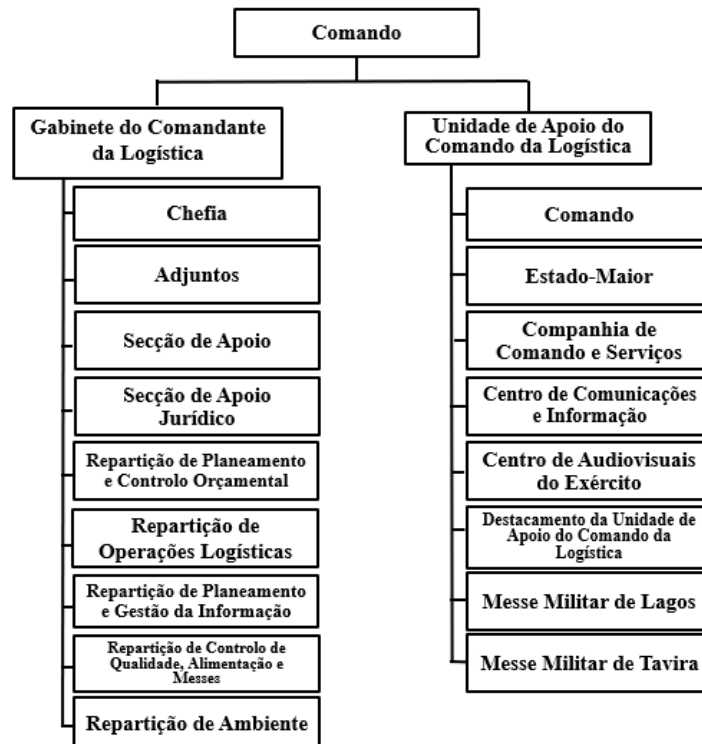 Comando
Gabinete do Comandante
da Logística
Chefia
Adjuntos
Secção de Apoio
Secção de Apoio
Jurídico
Repartição de Planeamento
e Controlo Orçamental
Repartição de
Operações Logísticas
Repartição de Planeamento
e Gestão da Informação
Repartição de Controlo de
Qualidade, Alimentação e
Messes
Repartição de Ambiente
Unidade de Apoio do
Comando da Logística
Comando
Estado-Maior
Companhia de
Comando e Serviços
Centro de Comunicações
e Informação
Centro de Audiovisuais
do Exército
Destacamento da Unidade de
Apoio do Comando da
Logística
Messe Militar de Lagos
Messe Militar de Tavira